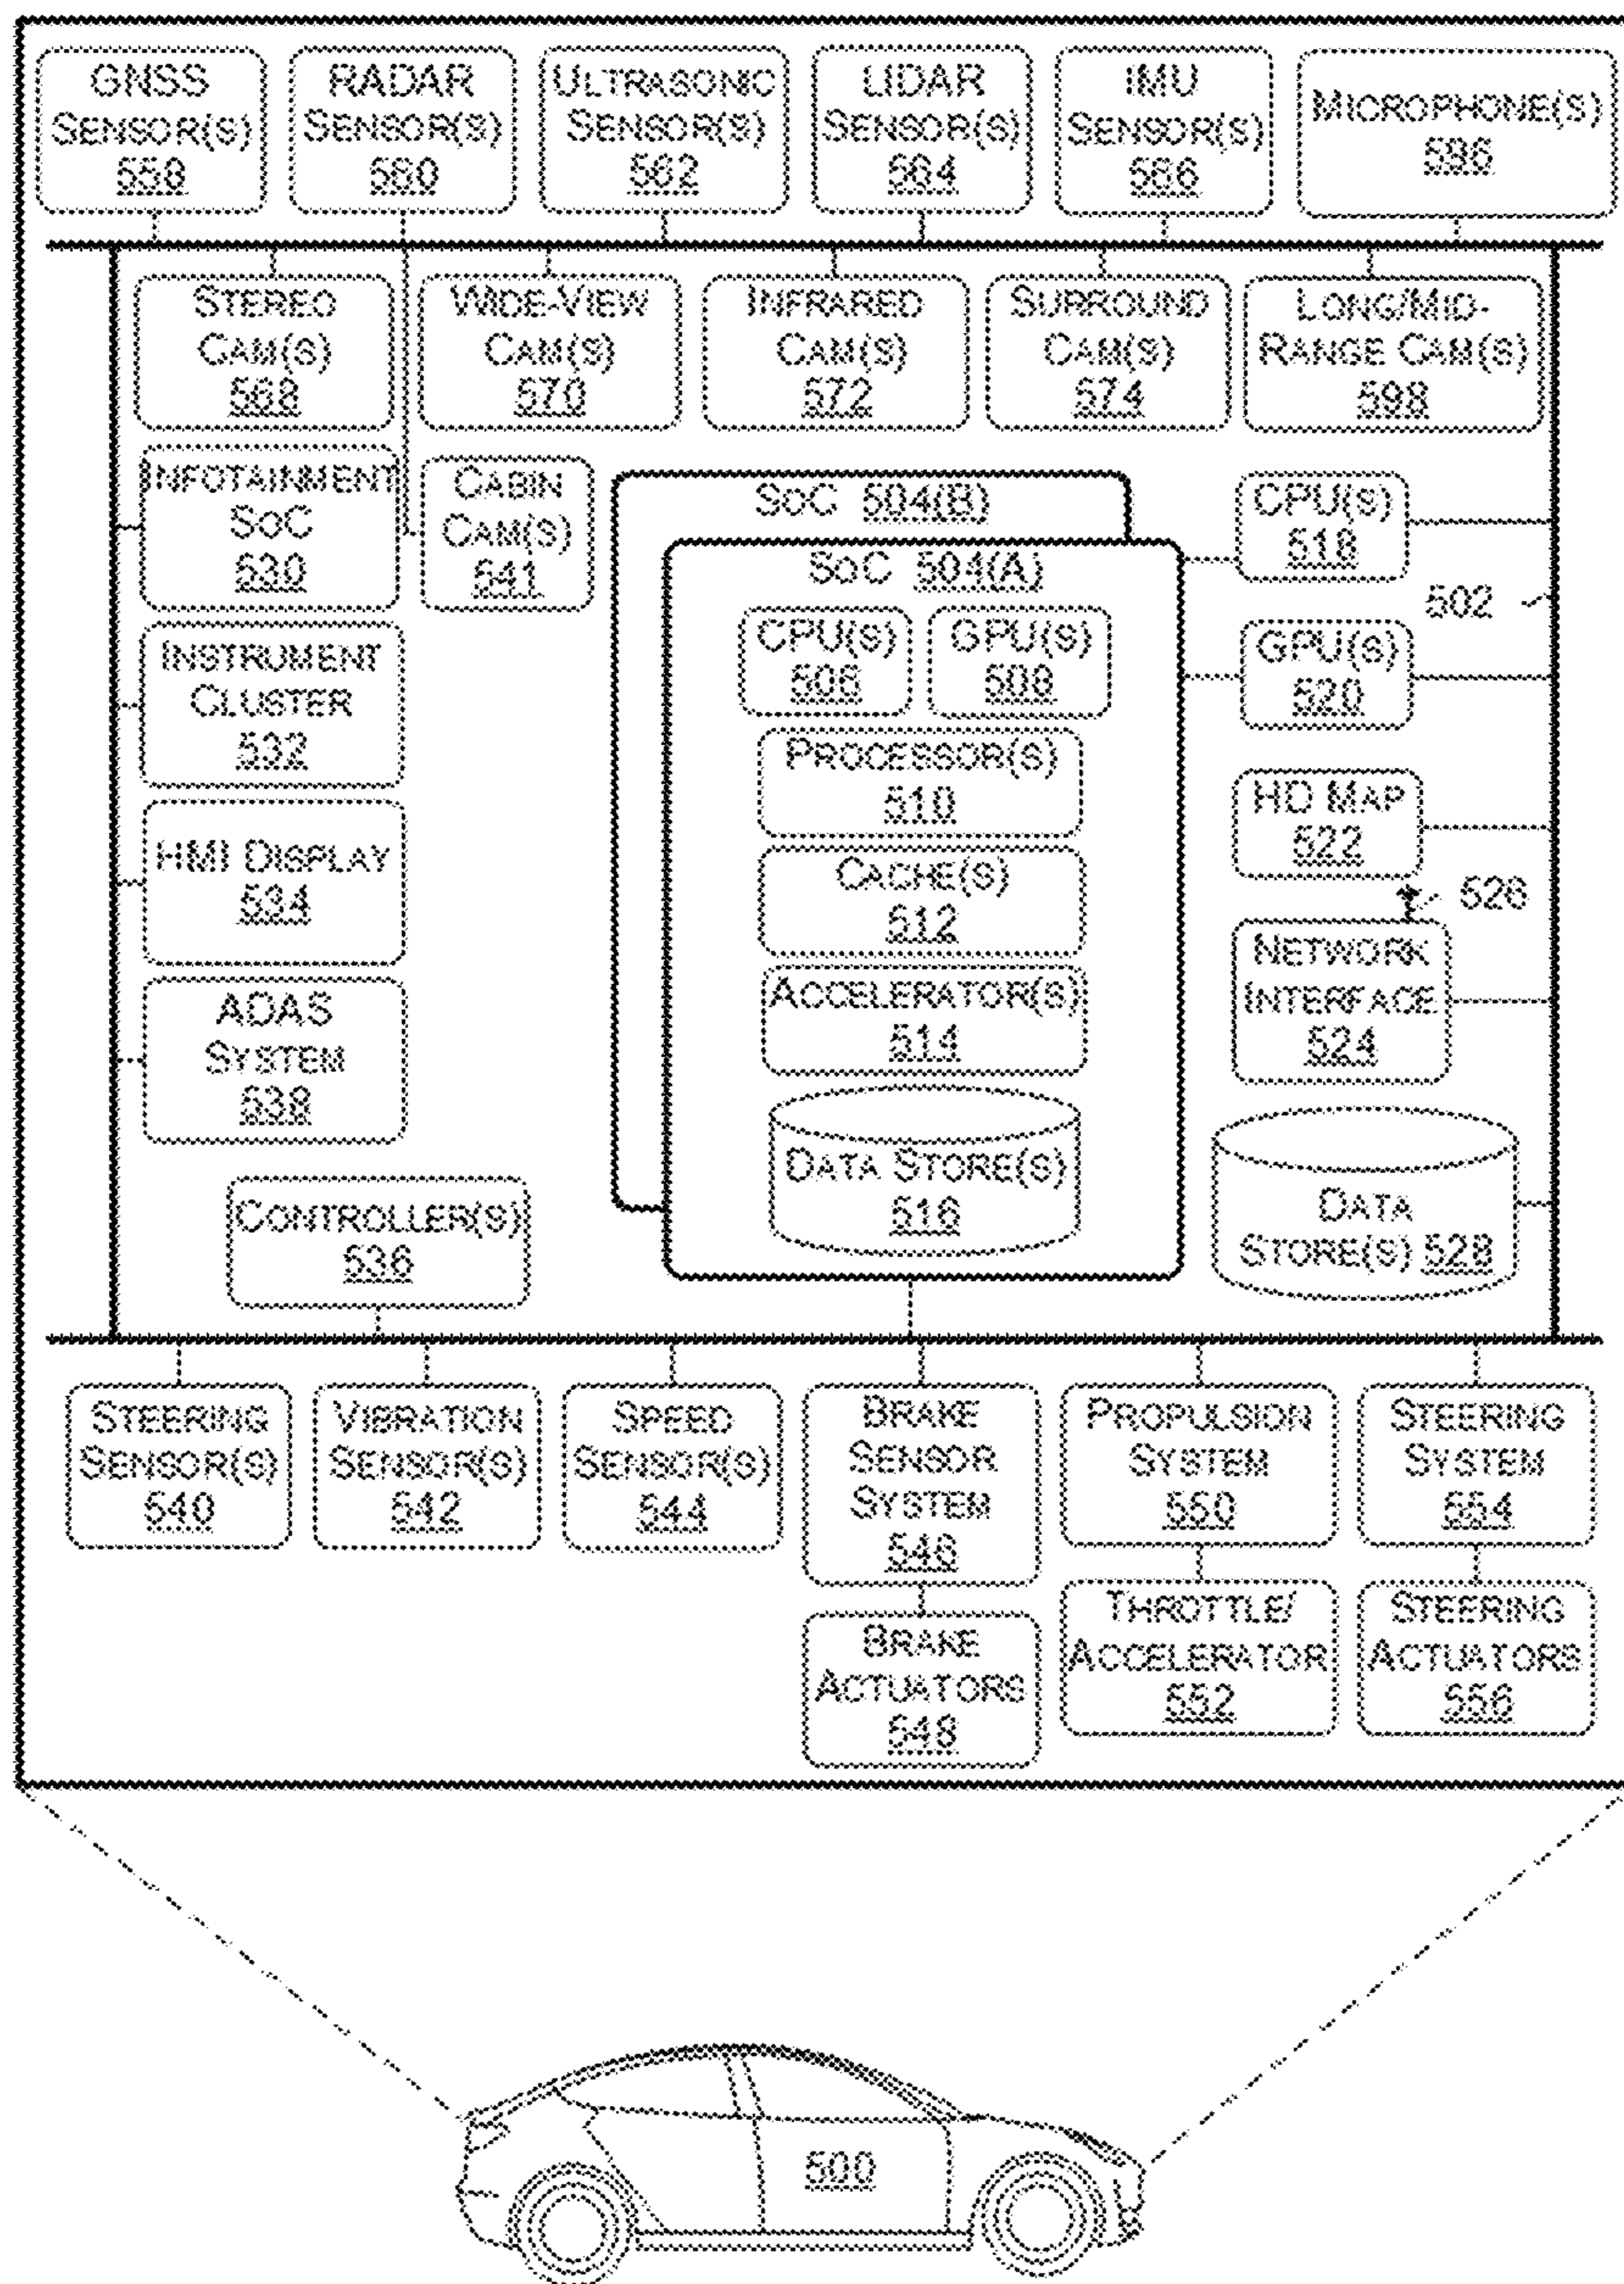 GNSS
SENSOR(S)
558
RADAR
SENSOR(S)
560
ULTRASONIC
SENSOR(S)
562
LIDAR
SENSOR(S)
564
IMU
SENSOR(S)
566
MICROPHONE(S)
596
STEREO
CAM(S)
568
WIDE-VIEW
CAM(S)
570
INFRARED
CAM(S)
572
SURROUND
CAM(S)
574
LONG/MID-
RANGE CAM(S)
598
INFOTAINMENT
SOC
530
CABIN
CAM(S)
541
SOC 504(B)
SOC 504(A)
CPU(S)
518
502
CPU(S)
506
GPU(S)
508
GPU(S)
520
INSTRUMENT
CLUSTER
532
PROCESSOR(S)
510
HD MAP
522
HMI DISPLAY
534
CACHE(S)
512
526
NETWORK
INTERFACE
524
ADAS
SYSTEM
538
ACCELERATOR(S)
514
DATA STORE(S)
516
DATA
STORE(S) 528
CONTROLLER(S)
536
STEERING
SENSOR(S)
540
VIBRATION
SENSOR(S)
542
SPEED
SENSOR(S)
544
BRAKE
SENSOR
SYSTEM
546
PROPULSION
SYSTEM
550
STEERING
SYSTEM
554
BRAKE
ACTUATORS
548
THROTTLE/
ACCELERATOR
552
STEERING
ACTUATORS
556
500